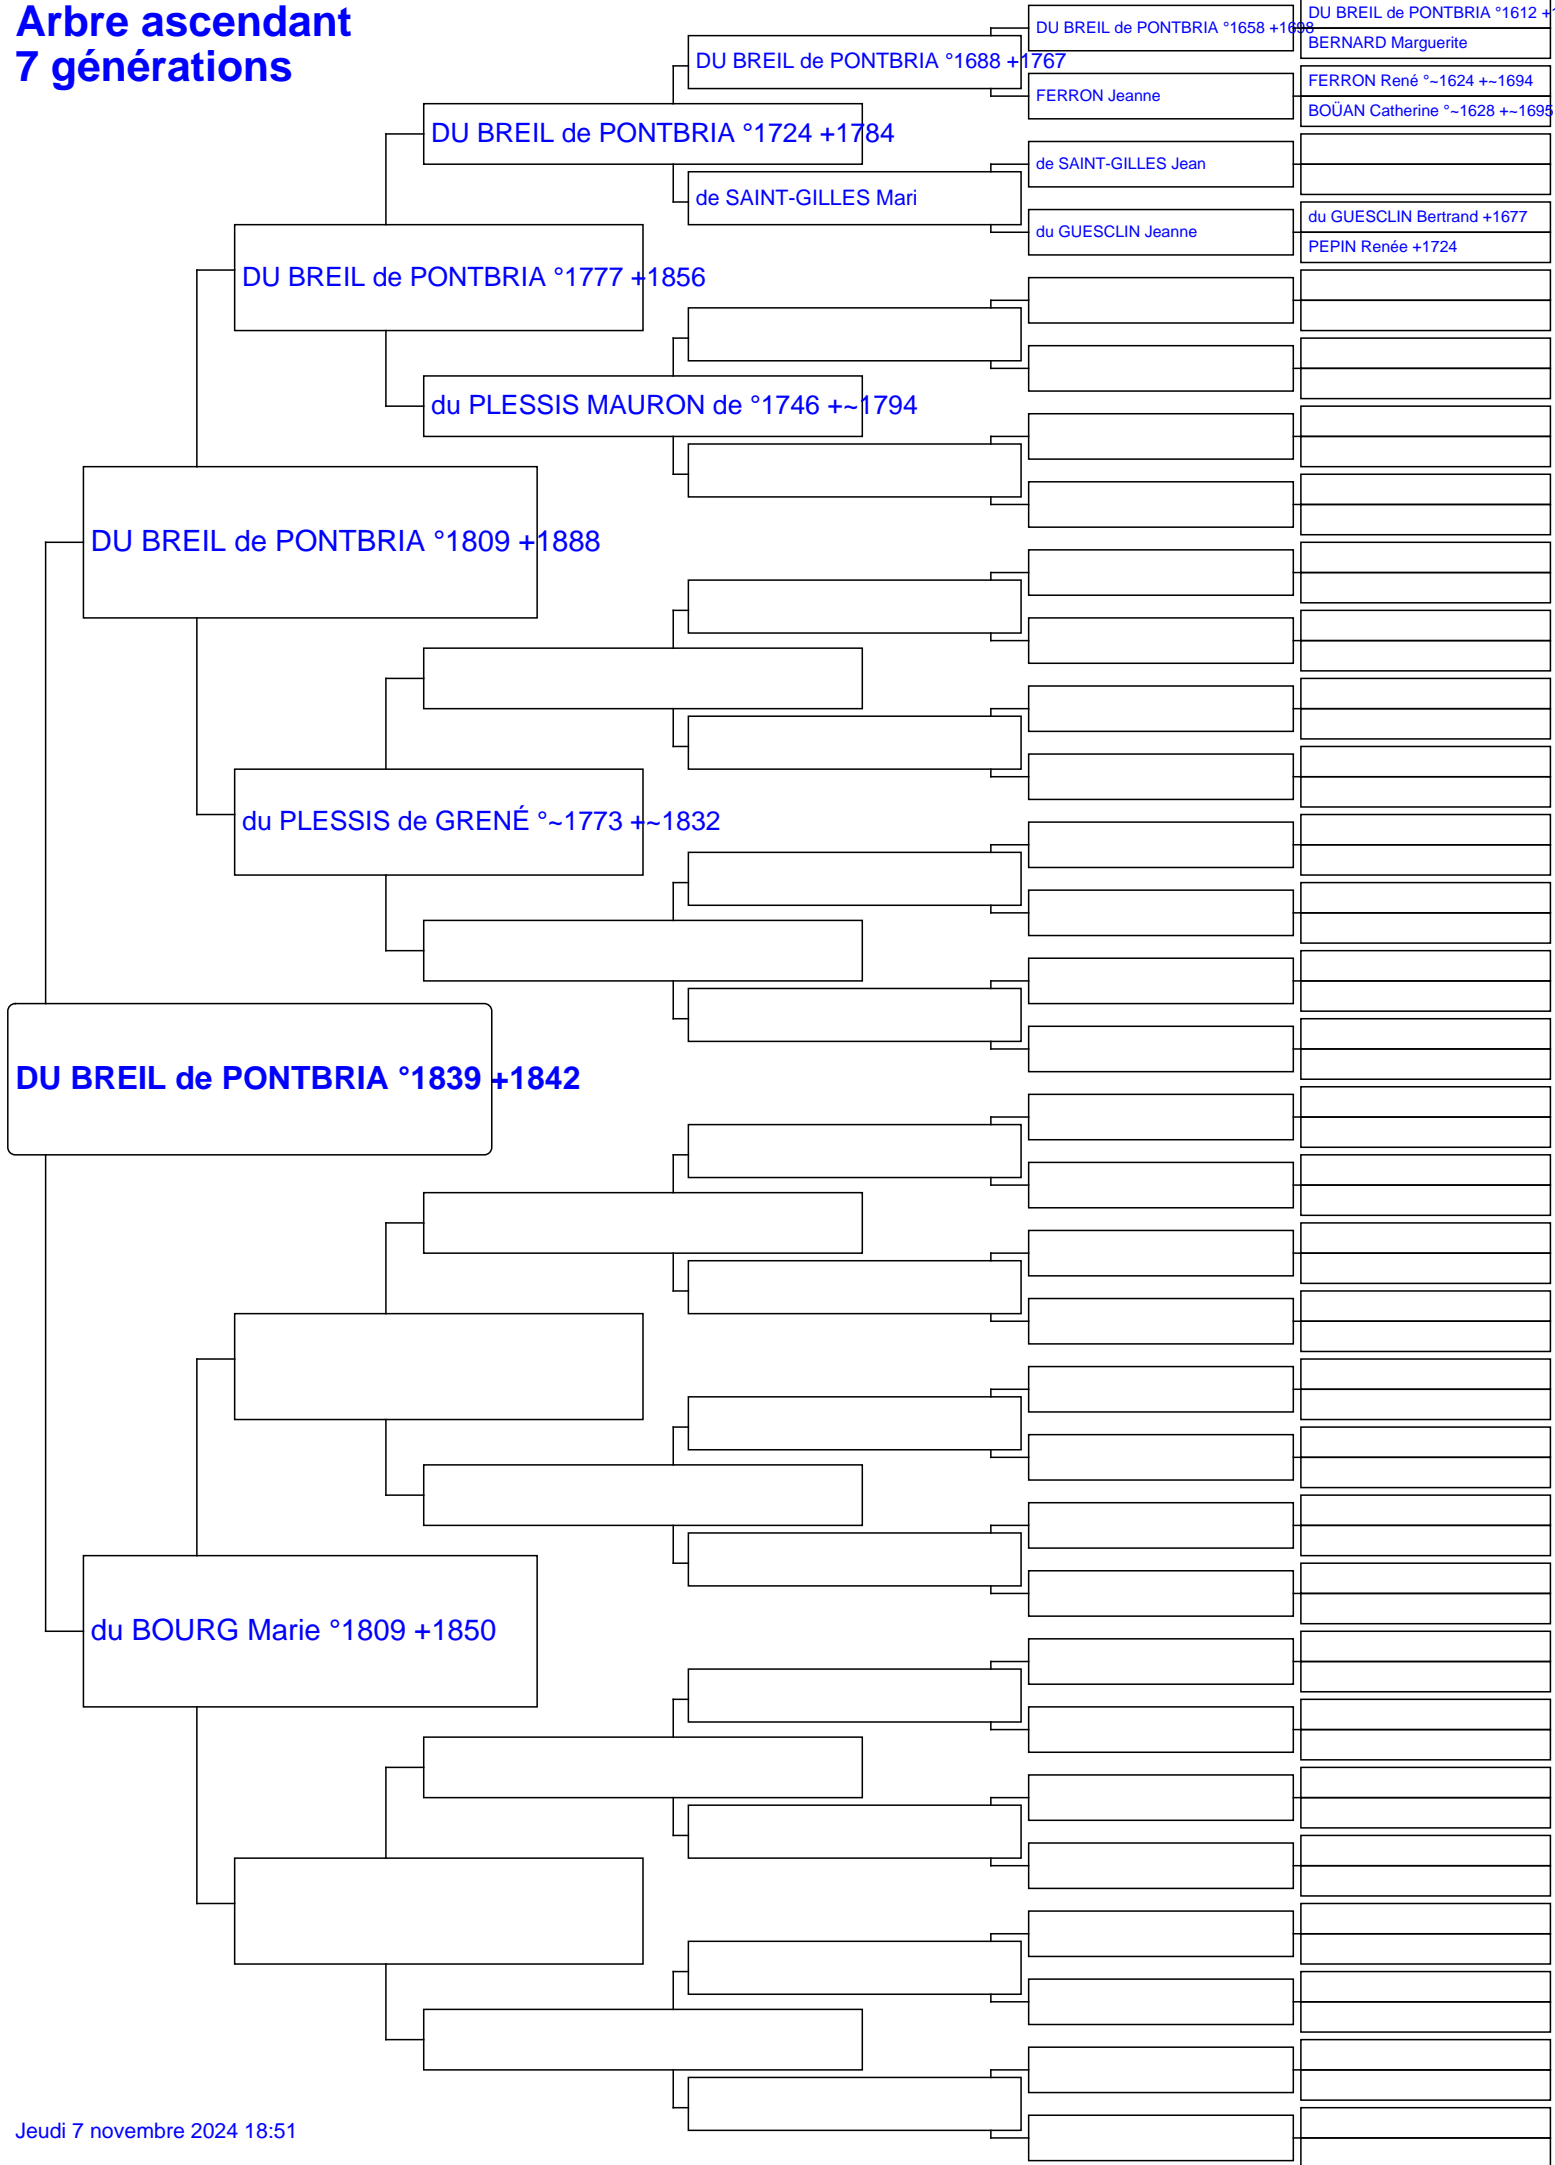 Arbre ascendant
7 générations
DU BREIL de PONTBRIA °1612 +
BERNARD Marguerite
DU BREIL de PONTBRIA °1658 +1698
DU BREIL de PONTBRIA °1688 +1767
FERRON René °~1624 +~1694
FERRON Jeanne
BOÜAN Catherine °~1628 +~1695
DU BREIL de PONTBRIA °1724 +1784
de SAINT-GILLES Jean
de SAINT-GILLES Mari
du GUESCLIN Bertrand +1677
du GUESCLIN Jeanne
PEPIN Renée +1724
DU BREIL de PONTBRIA °1777 +1856
du PLESSIS MAURON de °1746 +~1794
DU BREIL de PONTBRIA °1809 +1888
du PLESSIS de GRENÉ °~1773 +~1832
DU BREIL de PONTBRIA °1839 +1842
du BOURG Marie °1809 +1850
Jeudi 7 novembre 2024 18:51